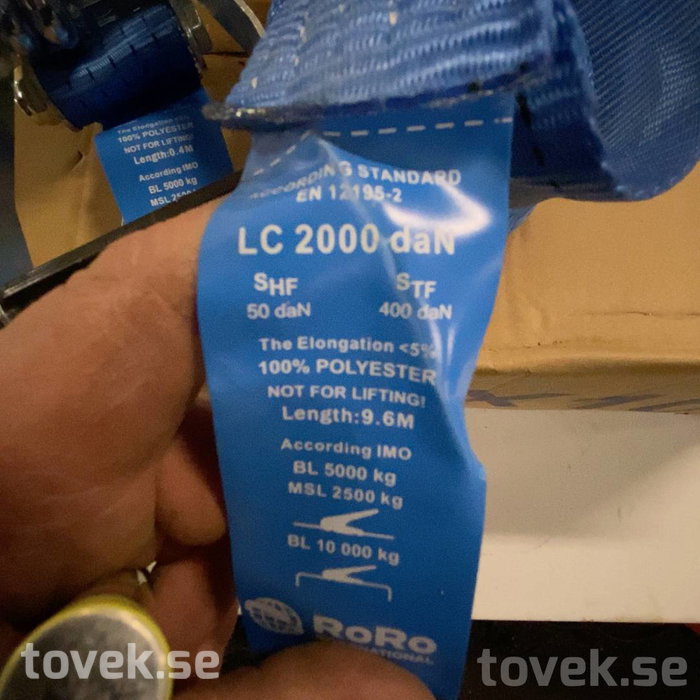 The Elongation
100% POLYESTER
NOT FOR LIFTING!
Length:0.4M
According IMO
BL 5000 kg
MSL 2500
ACCORDING STANDARD
EN 12195-2
LC 2000 daN
SHF STF
50 daN 400 daN
The Elongation <5%
100% POLYESTER
NOT FOR LIFTING!
Length:9.6M
According IMO
BL 5000 kg
MSL 2500 kg
BL 10 000 kg
RoRo
tovek.se tovek.se